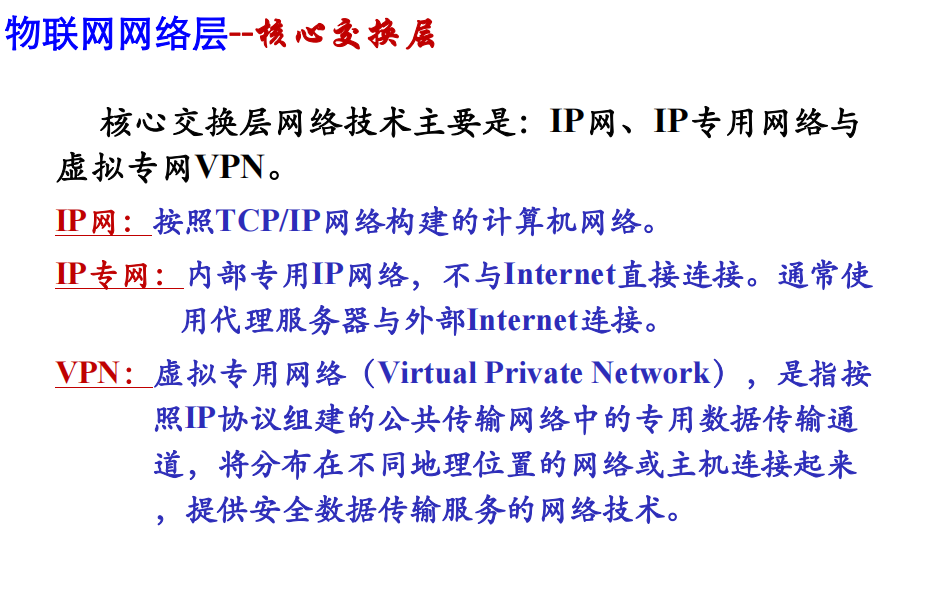 物联网网络层--核心交换层
核心交换层网络技术主要是：IP网、IP专用网络与
虚拟专网VPN。
IP网：按照TCP/IP网络构建的计算机网络。
IP专网：内部专用IP网络，不与Internet直接连接。通常使
用代理服务器与外部Internet连接。
VPN：虚拟专用网络（Virtual Private Network），是指按
照IP协议组建的公共传输网络中的专用数据传输通
道，将分布在不同地理位置的网络或主机连接起来
，提供安全数据传输服务的网络技术。